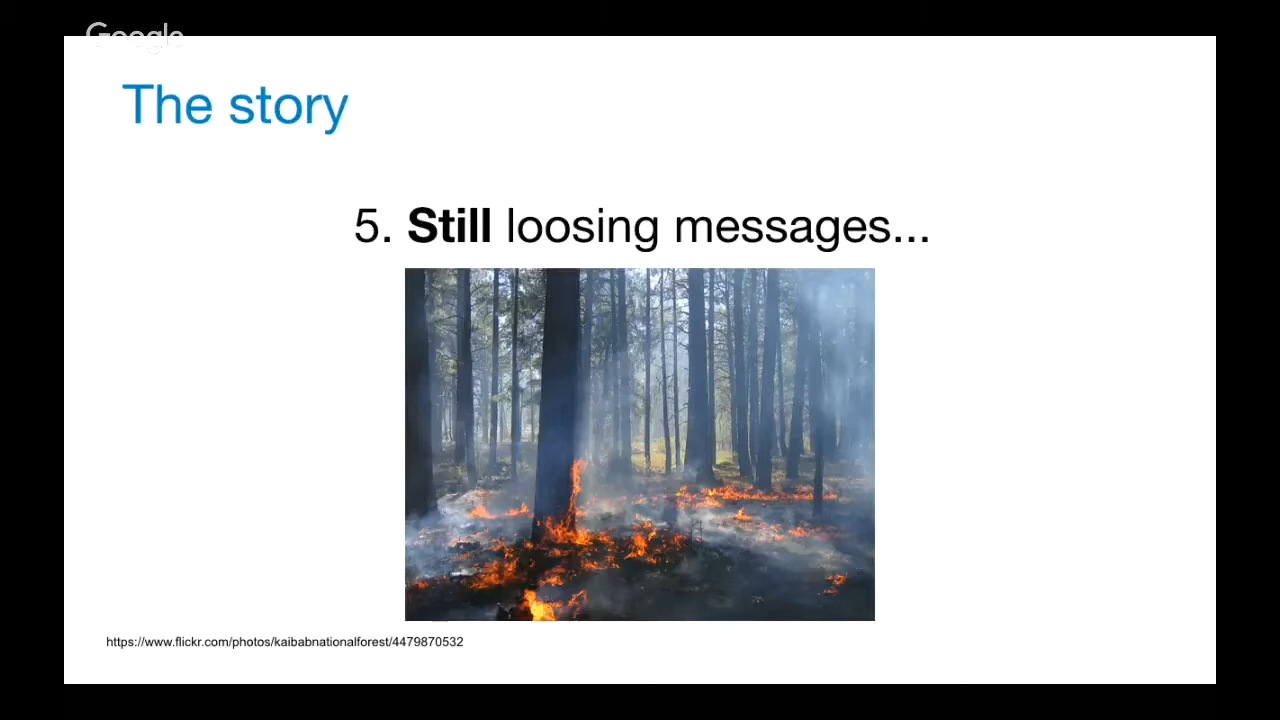 Google
The story
5. Still loosing messages...
https://www.flickr.com/photos/kaibabnationalforest/4479870532